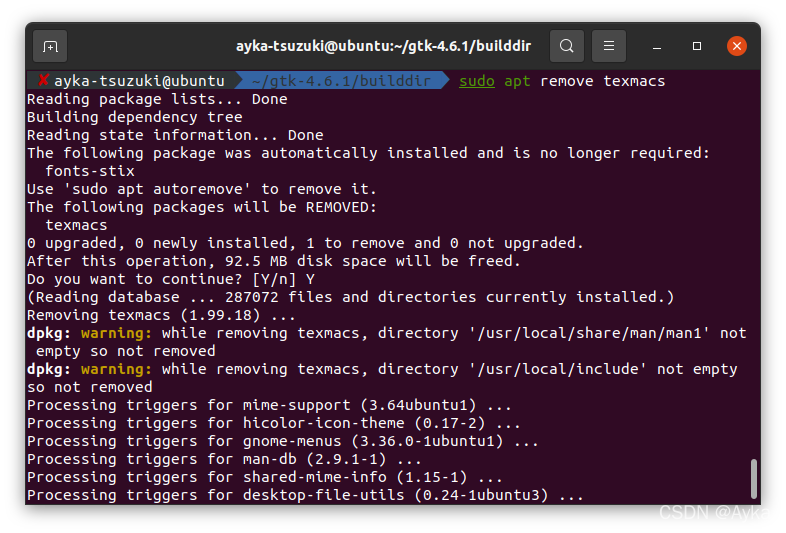 ayka-tsuzuki@ubuntu:~/gtk-4.6.1/builddir
✘ ayka-tsuzuki@ubuntu ~/gtk-4.6.1/builddir sudo apt remove texmacs
Reading package lists... Done
Building dependency tree
Reading state information... Done
The following package was automatically installed and is no longer required:
  fonts-stix
Use 'sudo apt autoremove' to remove it.
The following packages will be REMOVED:
  texmacs
0 upgraded, 0 newly installed, 1 to remove and 0 not upgraded.
After this operation, 92.5 MB disk space will be freed.
Do you want to continue? [Y/n] Y
(Reading database ... 287072 files and directories currently installed.)
Removing texmacs (1.99.18) ...
dpkg: warning: while removing texmacs, directory '/usr/local/share/man/man1' not
 empty so not removed
dpkg: warning: while removing texmacs, directory '/usr/local/include' not empty
so not removed
Processing triggers for mime-support (3.64ubuntu1) ...
Processing triggers for hicolor-icon-theme (0.17-2) ...
Processing triggers for gnome-menus (3.36.0-1ubuntu1) ...
Processing triggers for man-db (2.9.1-1) ...
Processing triggers for shared-mime-info (1.15-1) ...
Processing triggers for desktop-file-utils (0.24-1ubuntu3) ...
CSDN